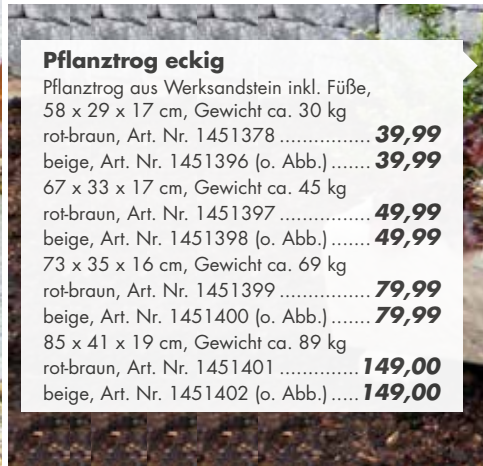 Pflanztrog eckig
Pflanztrog aus Werksandstein inkl. Füße,
58 x 29 x 17 cm, Gewicht ca. 30 kg
rot-braun, Art. Nr. 1451378 ................ 39,99
beige, Art. Nr. 1451396 (o. Abb.) ....... 39,99
67 x 33 x 17 cm, Gewicht ca. 45 kg
rot-braun, Art. Nr. 1451397 ................ 49,99
beige, Art. Nr. 1451398 (o. Abb.) ....... 49,99
73 x 35 x 16 cm, Gewicht ca. 69 kg
rot-braun, Art. Nr. 1451399 ................ 79,99
beige, Art. Nr. 1451400 (o. Abb.) ....... 79,99
85 x 41 x 19 cm, Gewicht ca. 89 kg
rot-braun, Art. Nr. 1451401 .............. 149,00
beige, Art. Nr. 1451402 (o. Abb.) ..... 149,00